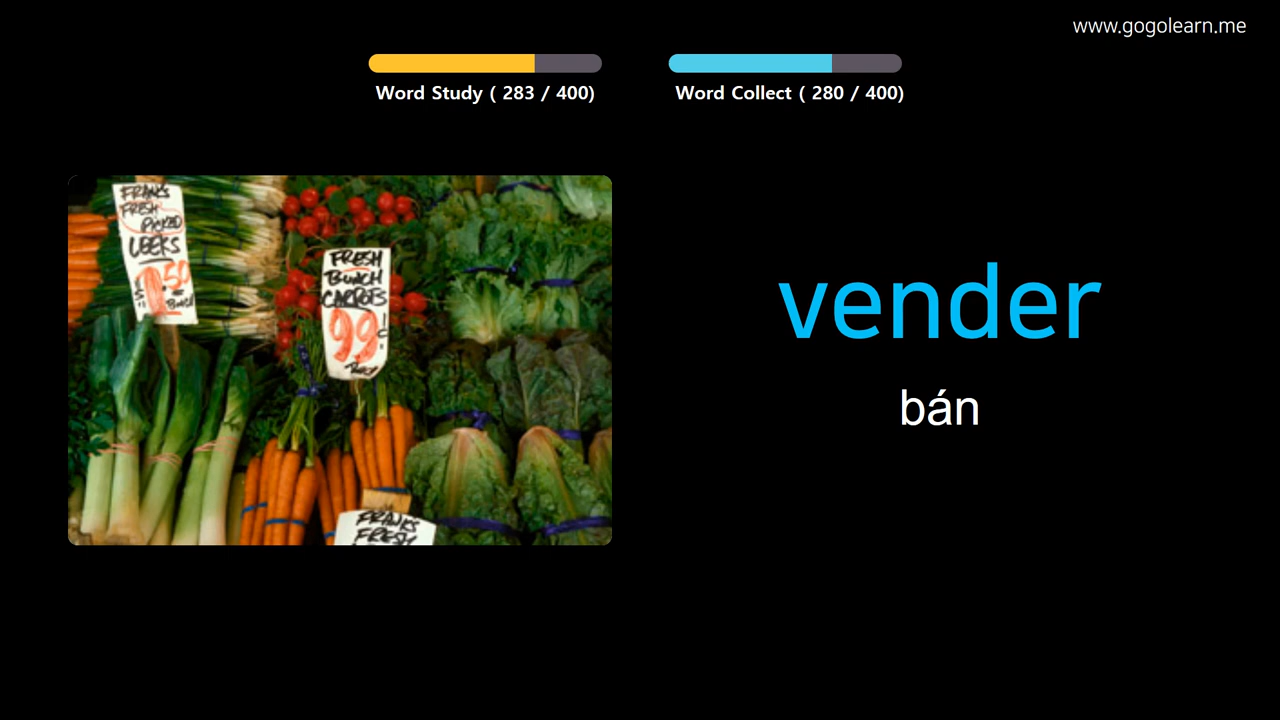 www.gogolearn.me
Word Study ( 283 / 400)
Word Collect ( 280 / 400)
FRANK'S
FRESH
PICKED
LEEKS
FRESH
BUNCH
CARROTS
99
FRANK'S
FRESH
vender
bán